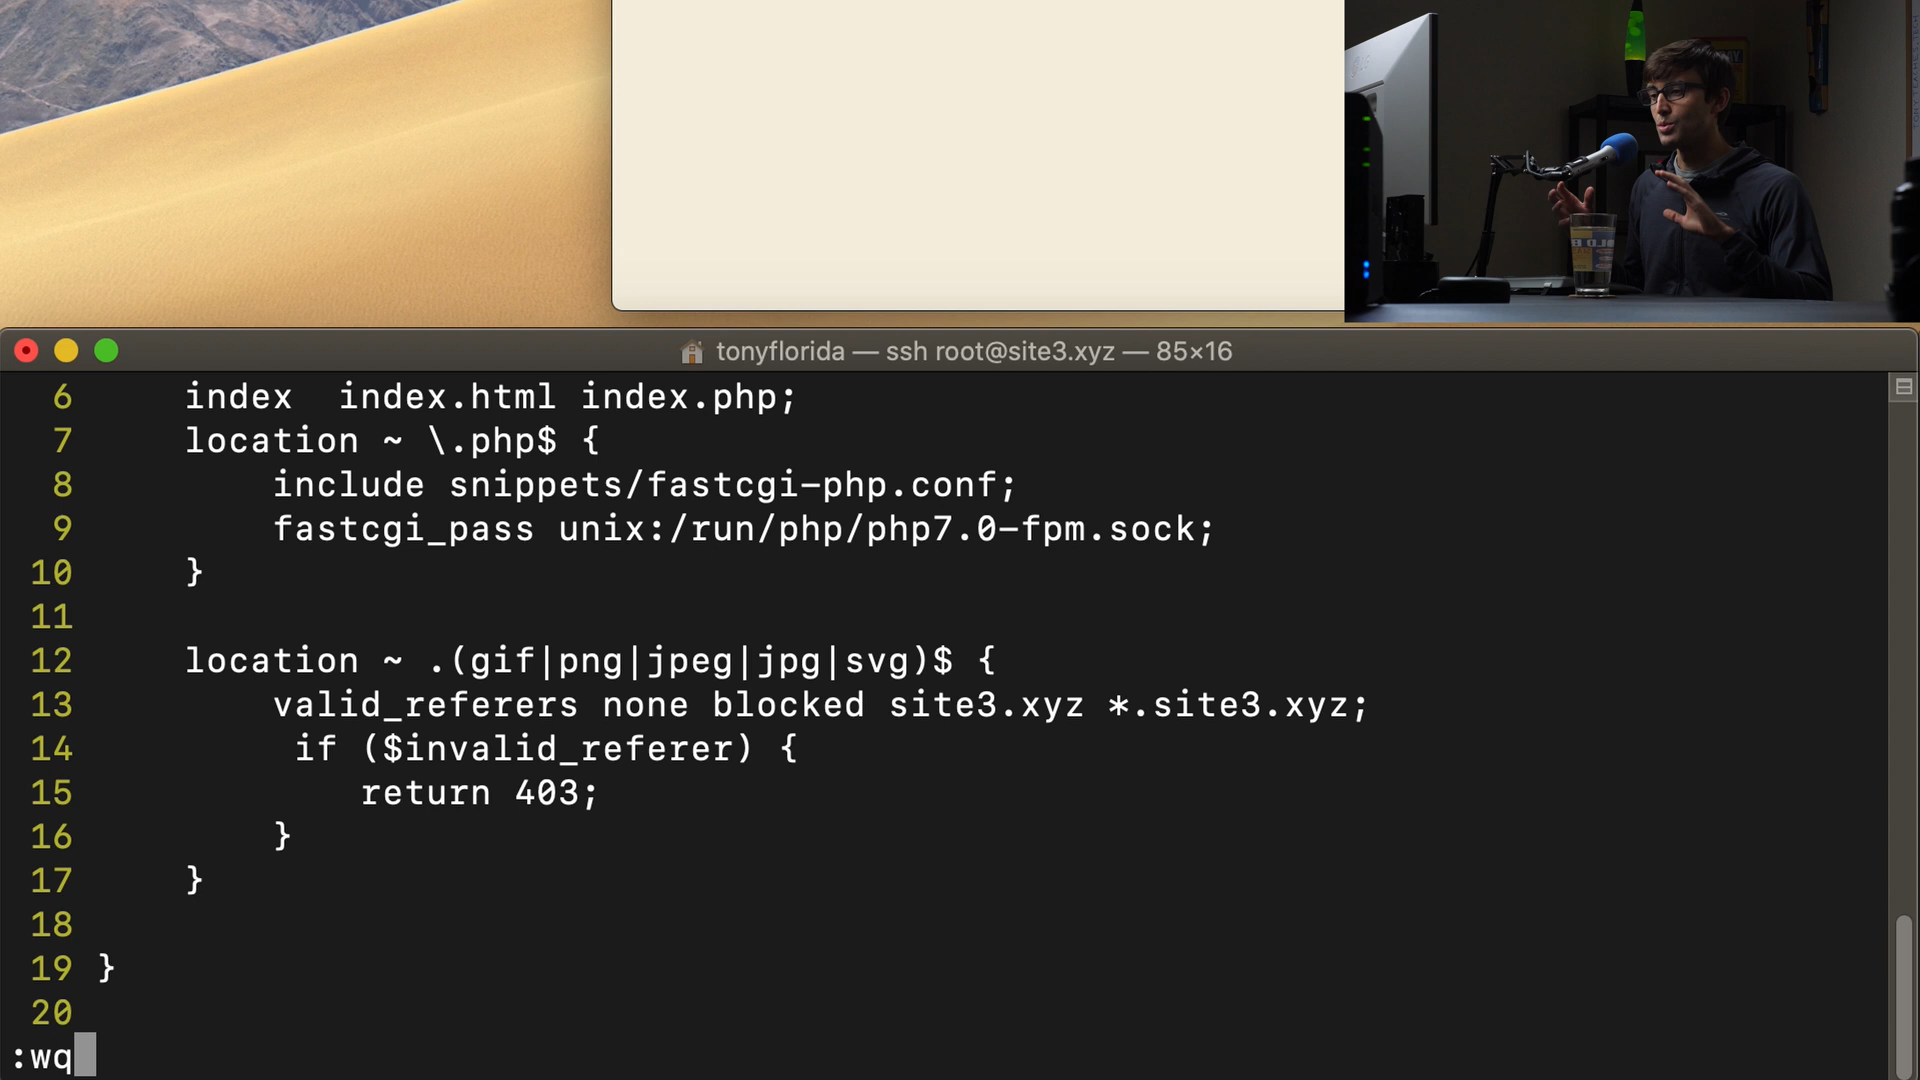 tonyflorida — ssh root@site3.xyz — 85×16
6 index index.html index.php;
7 location ~ \.php$ {
8 include snippets/fastcgi-php.conf;
9 fastcgi_pass unix:/run/php/php7.0-fpm.sock;
10 }
11
12 location ~ .(gif|png|jpeg|jpg|svg)$ {
13 valid_referers none blocked site3.xyz *.site3.xyz;
14 if ($invalid_referer) {
15 return 403;
16 }
17 }
18
19 }
20
:wq